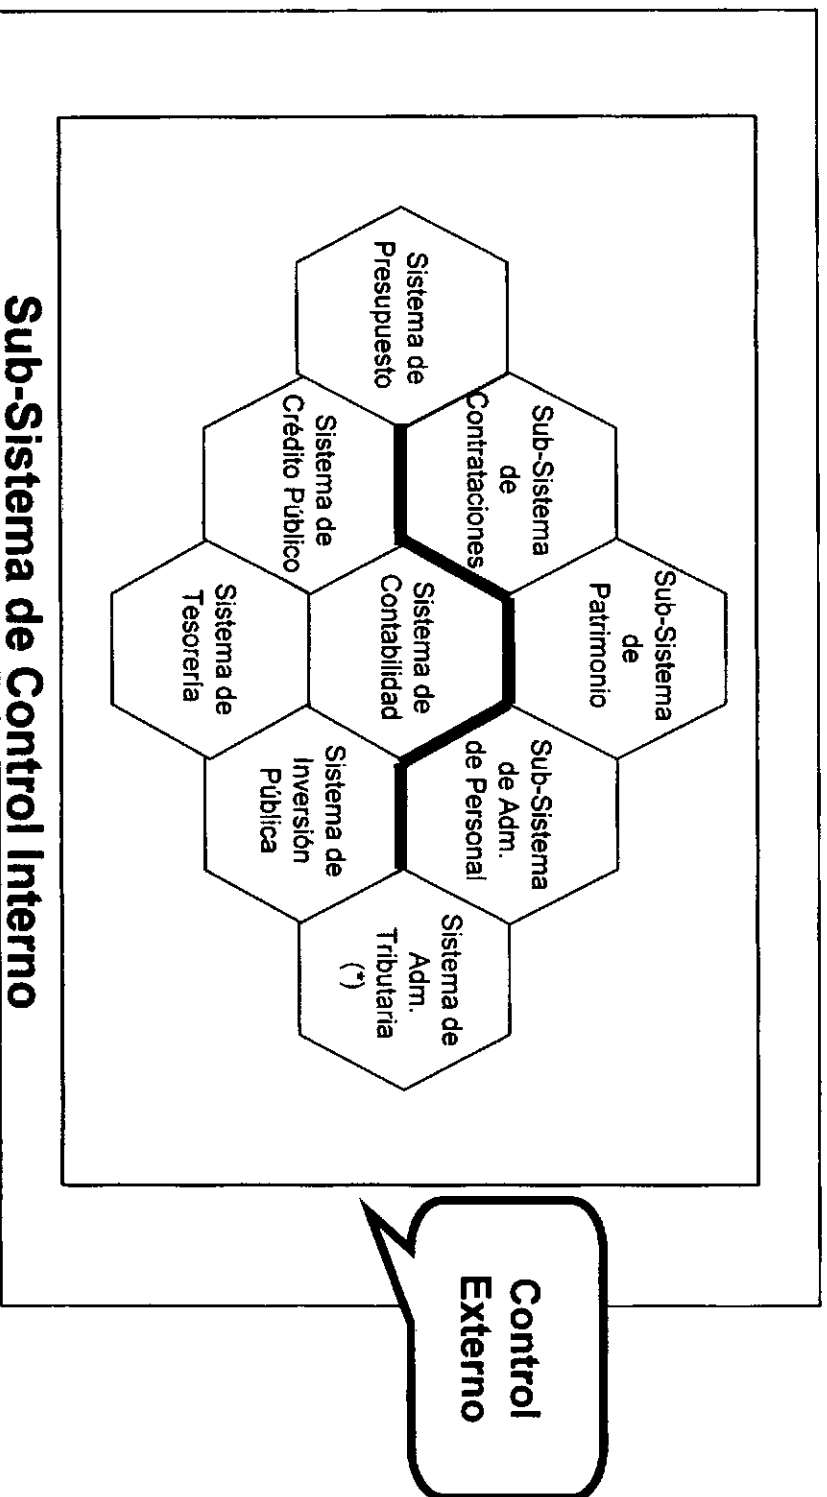 Sub-Sistema
de
Patrimonio
Sub-Sistema
de
Contrataciones
Sub-Sistema
de Adm.
de Personal
Sistema de
Presupuesto
Sistema de
Contabilidad
Sistema de
Adm.
Tributaria
(*)
Sistema de
Crédito Público
Sistema de
Inversión
Pública
Sistema de
Tesorería
Control
Externo
Sub-Sistema de Control Interno